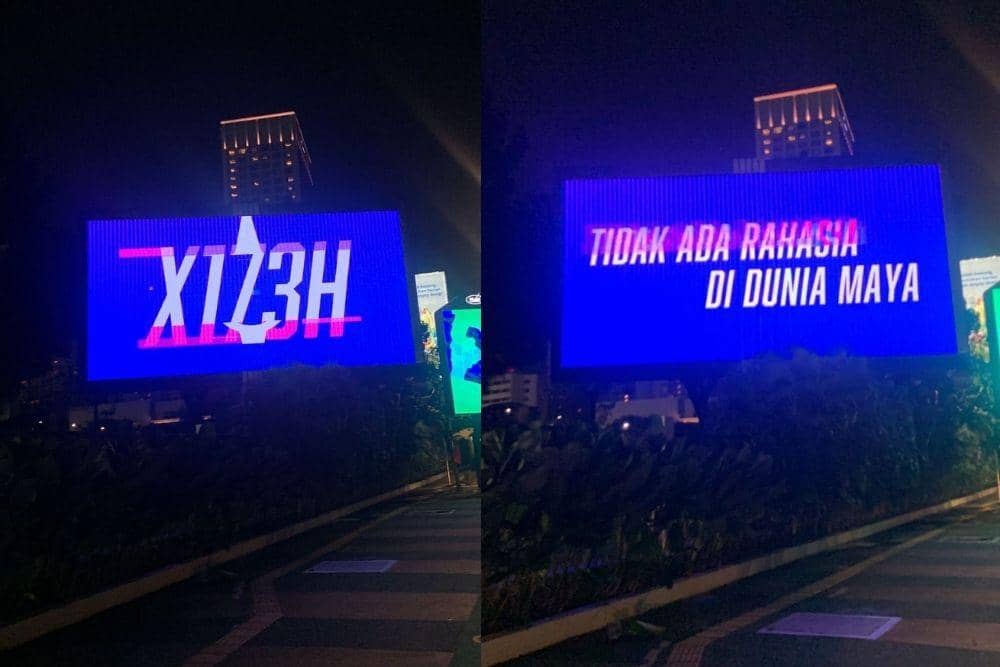 X1Z3H
TIDAK ADA RAHASIA
DI DUNIA MAYA